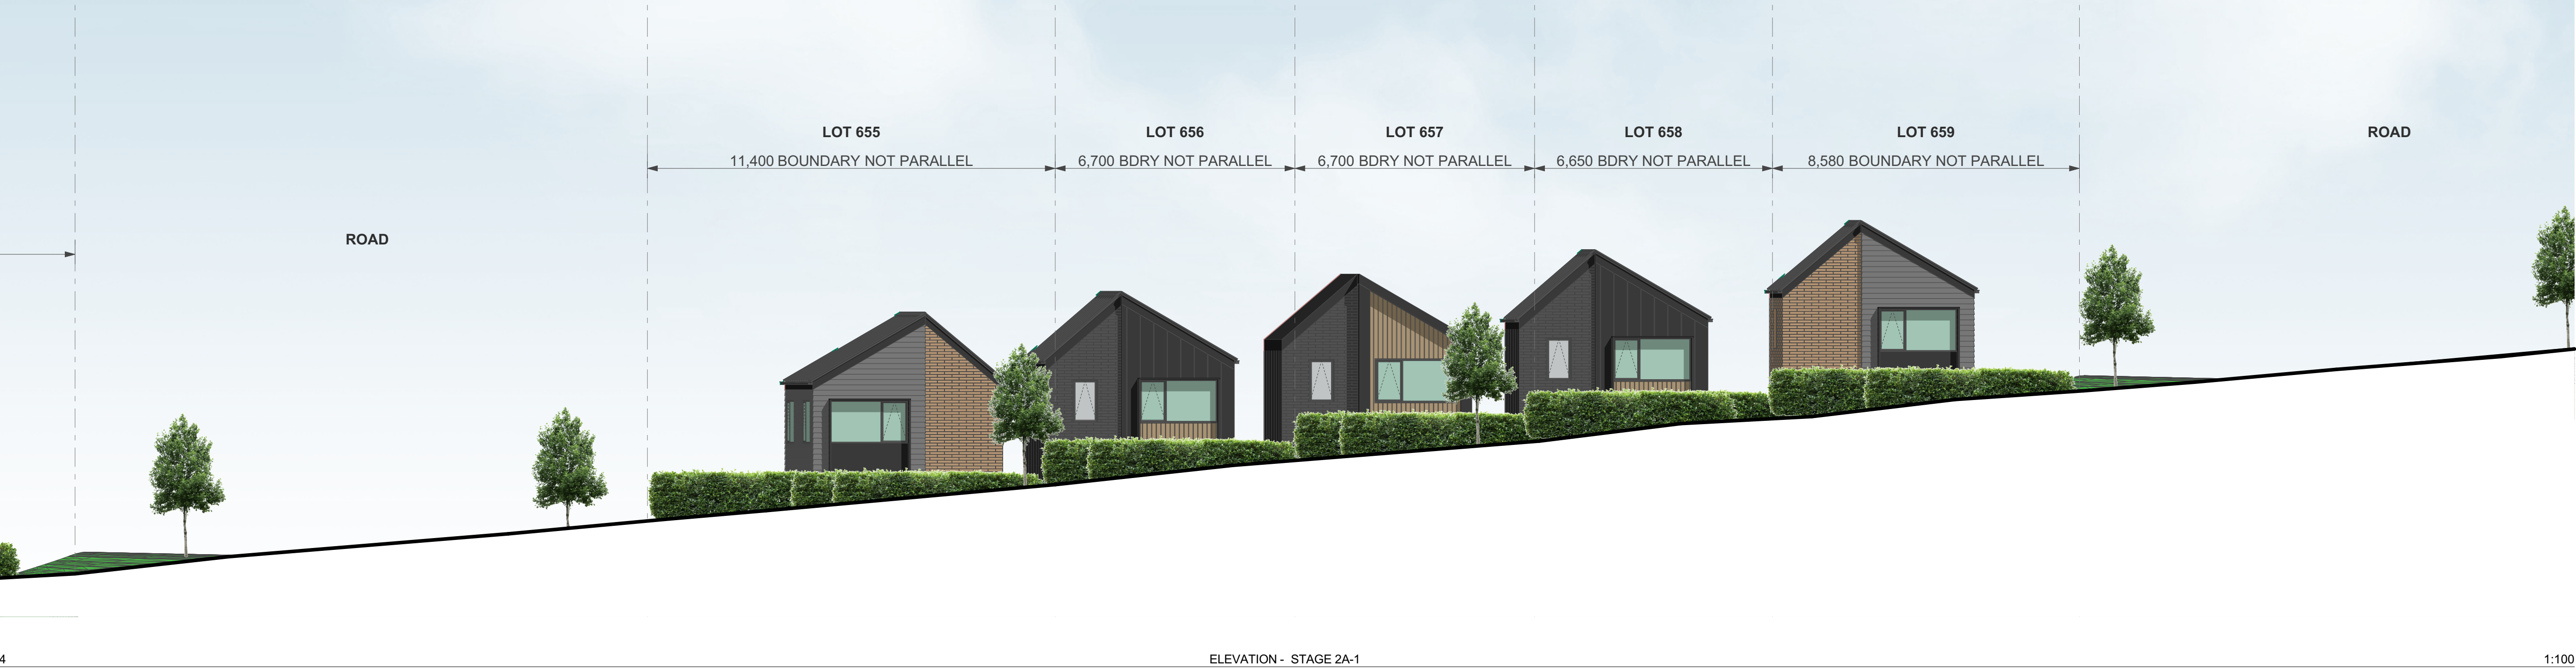 LOT 655
LOT 656
LOT 657
LOT 658
LOT 659
ROAD
11,400 BOUNDARY NOT PARALLEL
6,700 BDRY NOT PARALLEL
6,700 BDRY NOT PARALLEL
6,650 BDRY NOT PARALLEL
8,580 BOUNDARY NOT PARALLEL
ROAD
4
ELEVATION - STAGE 2A-1
1:100